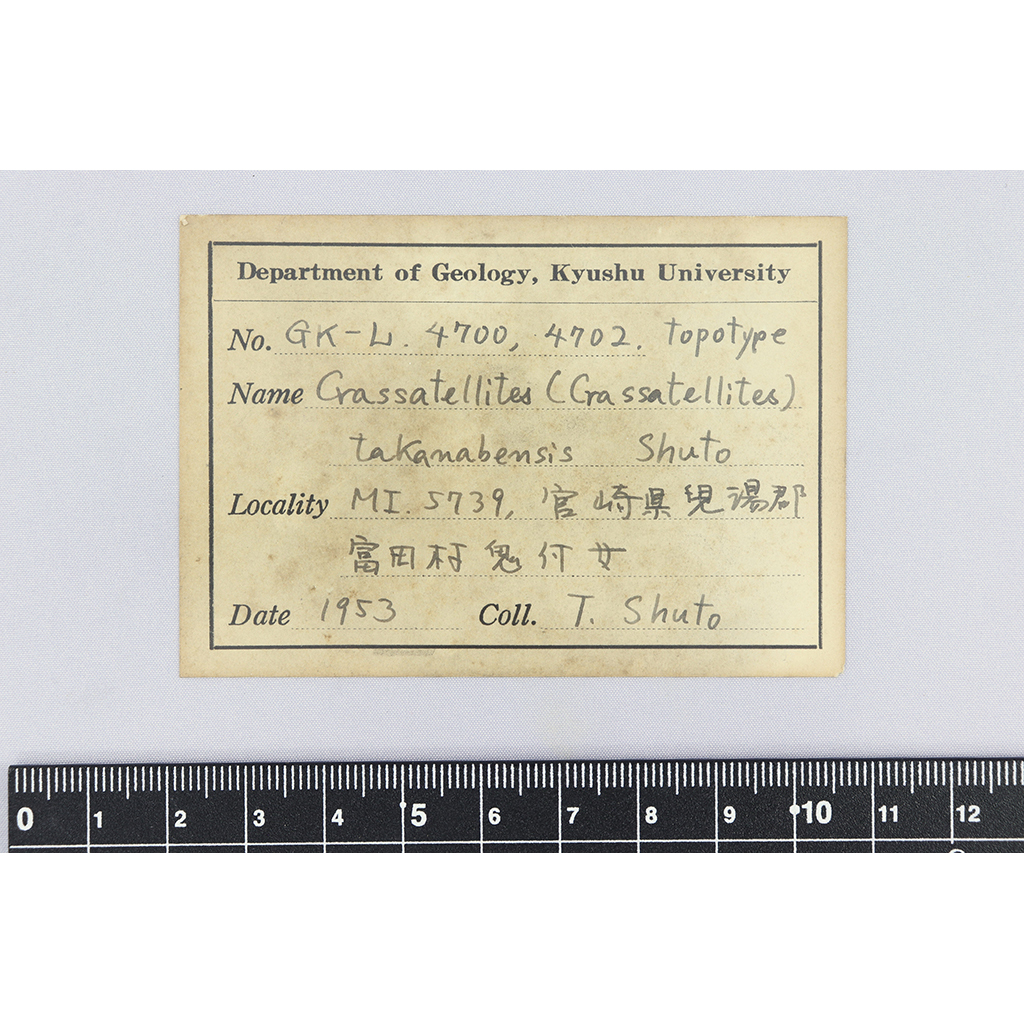 Department of Geology, Kyushu University
No. GK-L. 4700, 4702. topotype
Name Crassatellites (Crassatellites)
takanabensis Shuto
Locality MI. 5739, 宮崎県児湯郡
富田村鬼付女
Date 1953 Coll. T. Shuto
0 1 2 3 4 5 6 7 8 9 10 11 12